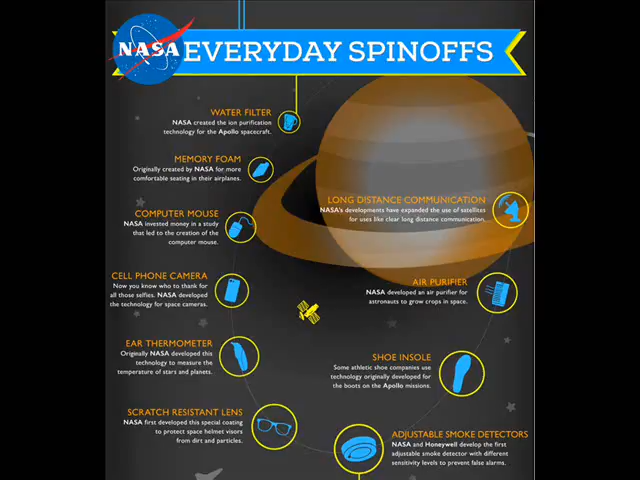 NASA
EVERYDAY SPINOFFS
WATER FILTER
NASA created the ion purification
technology for the Apollo spacecraft.
MEMORY FOAM
Originally created by NASA for more
comfortable seating in their airplanes.
COMPUTER MOUSE
NASA invested money in a study
that led to the creation of the
computer mouse.
CELL PHONE CAMERA
Now you know who to thank for
all those selfies. NASA developed
the technology for space cameras.
EAR THERMOMETER
Originally NASA developed this
technology to measure the
temperature of stars and planets.
SCRATCH RESISTANT LENS
NASA first developed this special coating
to protect space helmet visors
from dirt and particles.
LONG DISTANCE COMMUNICATION
NASA's developments have expanded the use of satellites
for uses like clear long distance communication.
AIR PURIFIER
NASA developed an air purifier for
astronauts to grow crops in space.
SHOE INSOLE
Some athletic shoe companies use
technology originally developed for
the boots on the Apollo missions.
ADJUSTABLE SMOKE DETECTORS
NASA and Honeywell develop the first
adjustable smoke detector with different
sensitivity levels to prevent false alarms.